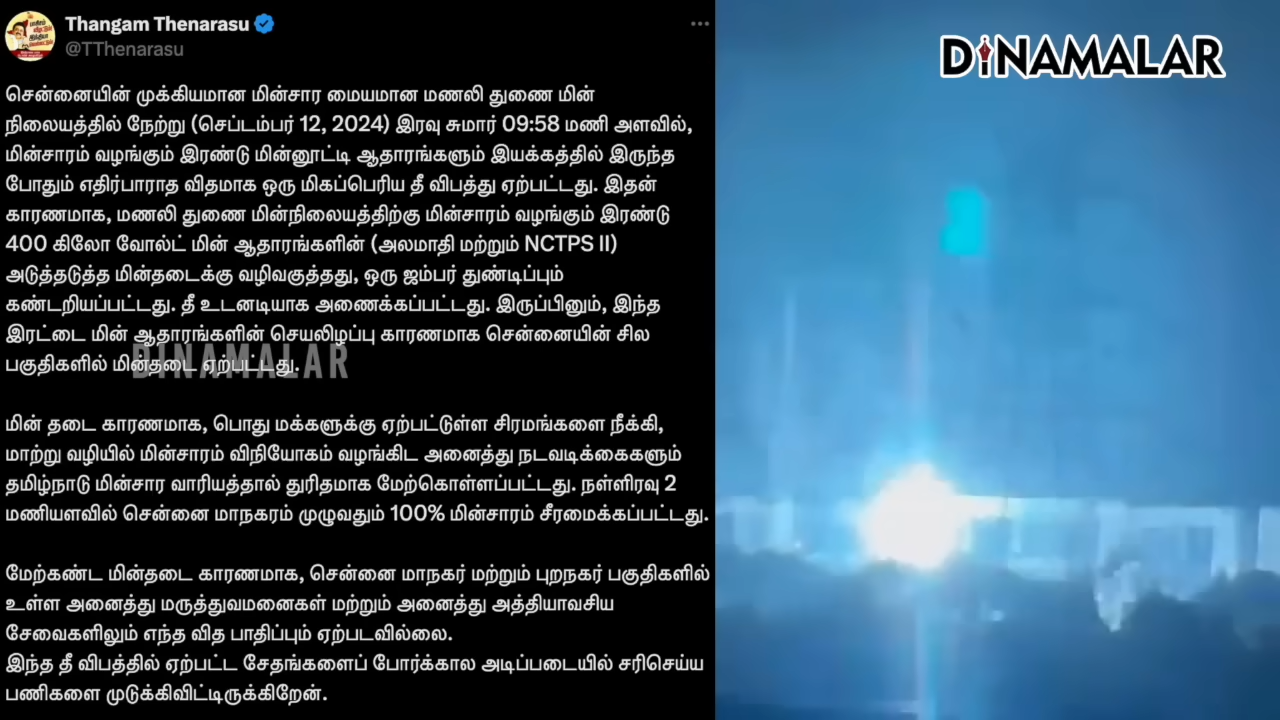 Thangam Thenarasu
@TThenarasu
DiNAMALAR
சென்னையின் முக்கியமான மின்சார மையமான மணலி துணை மின்
நிலையத்தில் நேற்று (செப்டம்பர் 12, 2024) இரவு சுமார் 09:58 மணி அளவில்,
மின்சாரம் வழங்கும் இரண்டு மின்னூட்டி ஆதாரங்களும் இயக்கத்தில் இருந்த
போதும் எதிர்பாராத விதமாக ஒரு மிகப்பெரிய தீ விபத்து ஏற்பட்டது. இதன்
காரணமாக, மணலி துணை மின்நிலையத்திற்கு மின்சாரம் வழங்கும் இரண்டு
400 கிலோ வோல்ட் மின் ஆதாரங்களின் (அலமாதி மற்றும் NCTPS II)
அடுத்தடுத்த மின்தடைக்கு வழிவகுத்தது, ஒரு ஜம்பர் துண்டிப்பும்
கண்டறியப்பட்டது. தீ உடனடியாக அணைக்கப்பட்டது. இருப்பினும், இந்த
இரட்டை மின் ஆதாரங்களின் செயலிழப்பு காரணமாக சென்னையின் சில
பகுதிகளில் மின்தடை ஏற்பட்டது.
DINAMALAR
மின் தடை காரணமாக, பொது மக்களுக்கு ஏற்பட்டுள்ள சிரமங்களை நீக்கி,
மாற்று வழியில் மின்சாரம் விநியோகம் வழங்கிட அனைத்து நடவடிக்கைகளும்
தமிழ்நாடு மின்சார வாரியத்தால் துரிதமாக மேற்கொள்ளப்பட்டது. நள்ளிரவு 2
மணியளவில் சென்னை மாநகரம் முழுவதும் 100% மின்சாரம் சீரமைக்கப்பட்டது.
மேற்கண்ட மின்தடை காரணமாக, சென்னை மாநகர் மற்றும் புறநகர் பகுதிகளில்
உள்ள அனைத்து மருத்துவமனைகள் மற்றும் அனைத்து அத்தியாவசிய
சேவைகளிலும் எந்த வித பாதிப்பும் ஏற்படவில்லை.
இந்த தீ விபத்தில் ஏற்பட்ட சேதங்களைப் போர்க்கால அடிப்படையில் சரிசெய்ய
பணிகளை முடுக்கிவிட்டிருக்கிறேன்.